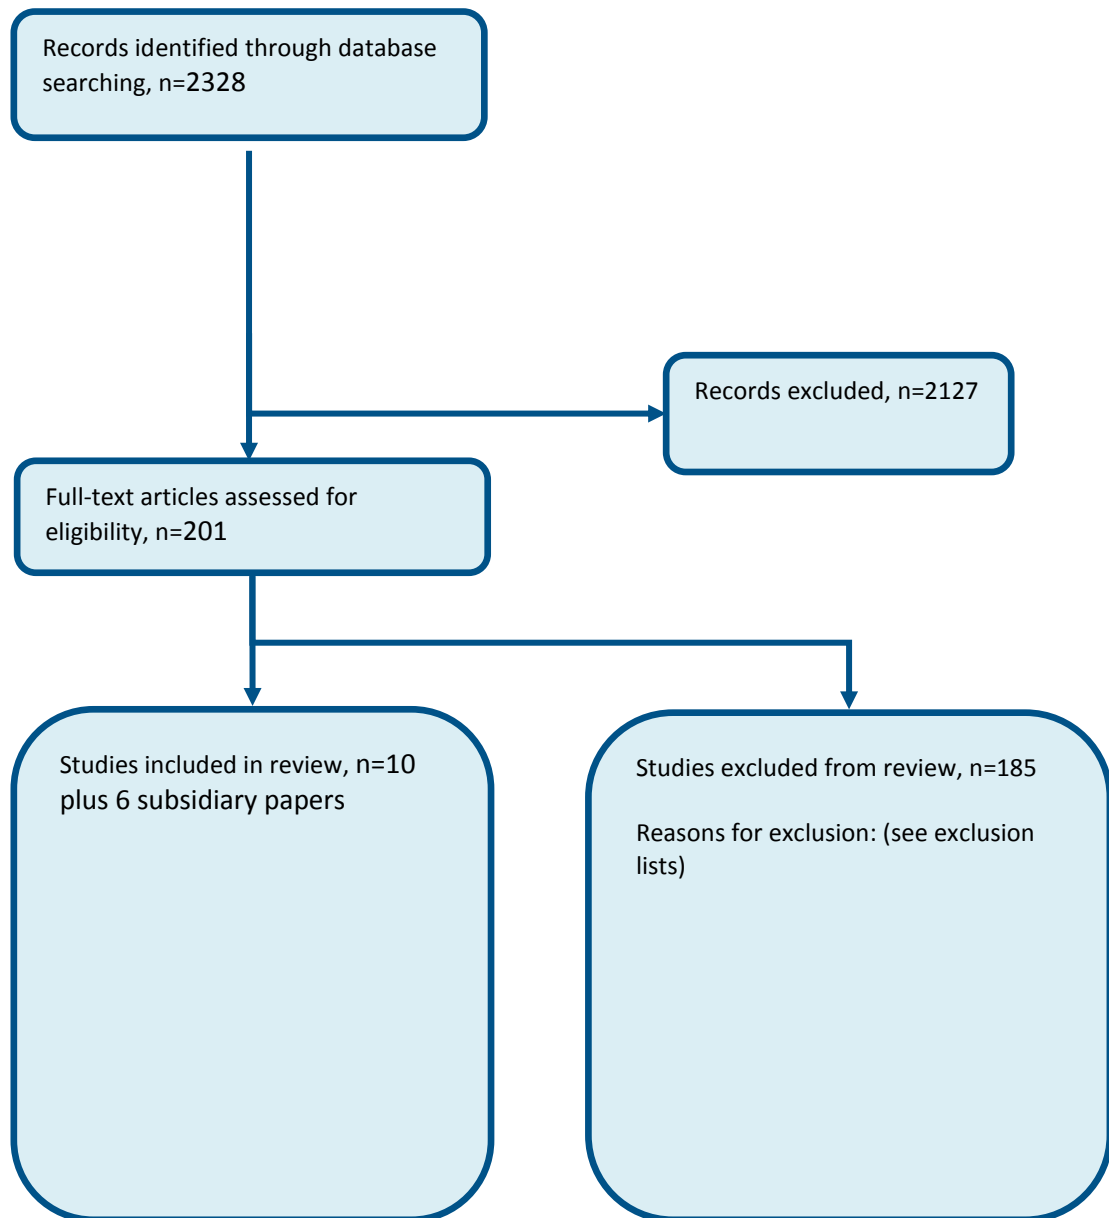 Records identified through database
searching, n=2328
Records excluded, n=2127
Full-text articles assessed for
eligibility, n=201
Studies included in review, n=10
plus 6 subsidiary papers
Studies excluded from review, n=185
Reasons for exclusion: (see exclusion
lists)